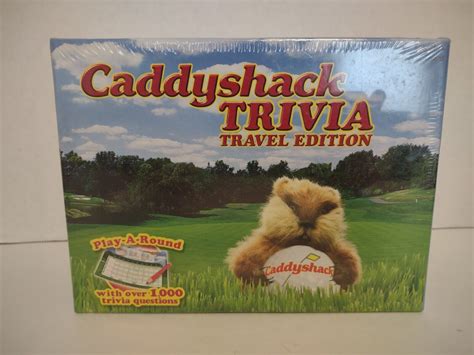 Caddyshack
TRIVIA
TRAVEL EDITION
Play-A-Round
with over 1000
trivia questions
Caddyshack